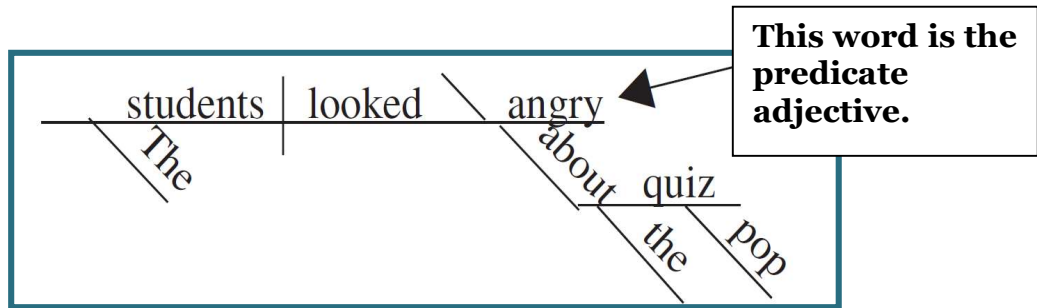 This word is the
predicate
adjective.
students looked angry
The about quiz
the pop